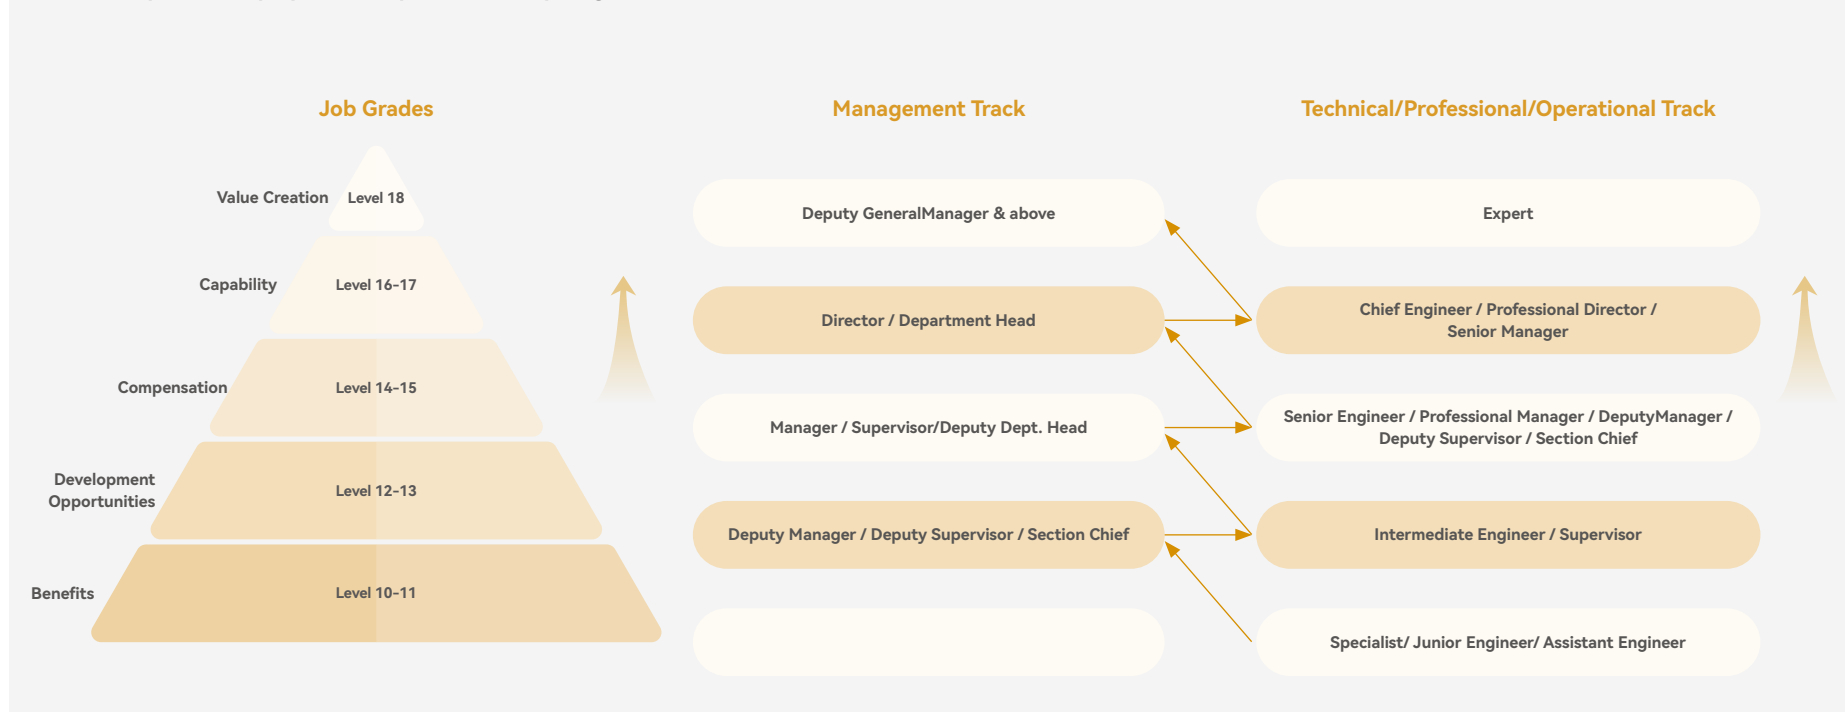 Job Grades
Value Creation
Level 18
Capability
Level 16-17
Compensation
Level 14-15
Development
Opportunities
Level 12-13
Benefits
Level 10-11
Management Track
Deputy GeneralManager & above
Director / Department Head
Manager / Supervisor/Deputy Dept. Head
Deputy Manager / Deputy Supervisor / Section Chief
Technical/Professional/Operational Track
Expert
Chief Engineer / Professional Director /
Senior Manager
Senior Engineer / Professional Manager / DeputyManager /
Deputy Supervisor / Section Chief
Intermediate Engineer / Supervisor
Specialist/ Junior Engineer/ Assistant Engineer